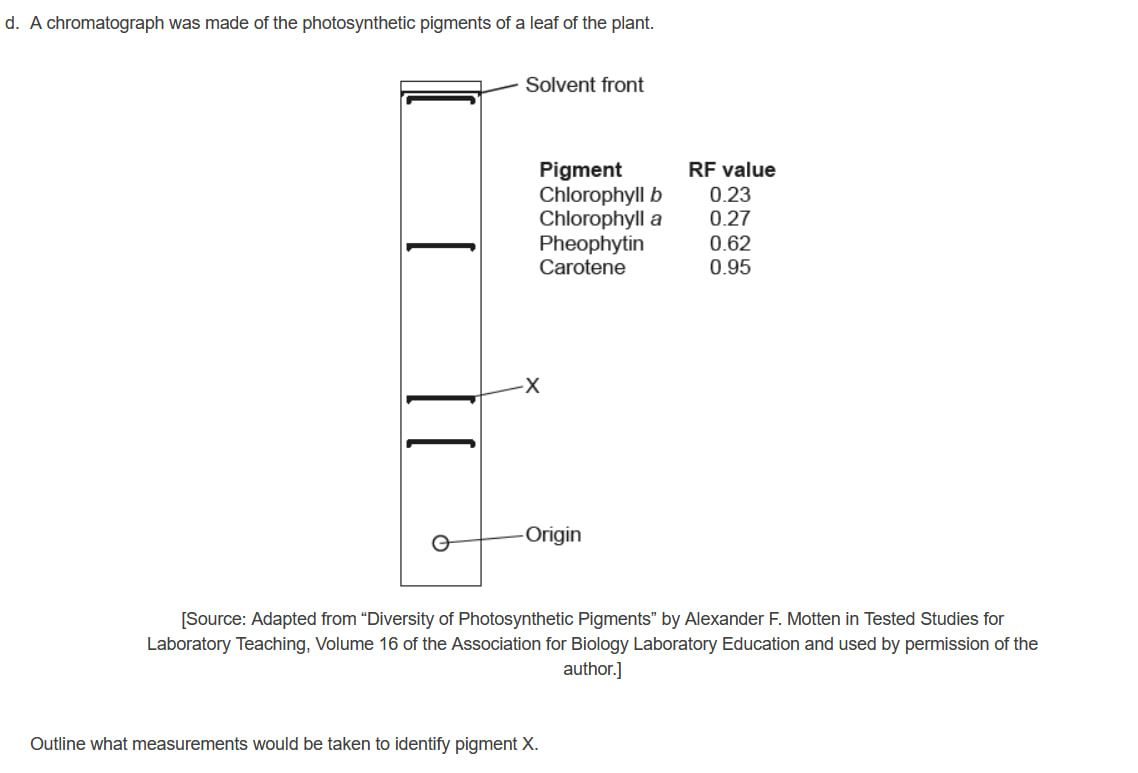 d. A chromatograph was made of the photosynthetic pigments of a leaf of the plant.
Solvent front
Pigment RF value
Chlorophyll b 0.23
Chlorophyll a 0.27
Pheophytin 0.62
Carotene 0.95
X
Origin
[Source: Adapted from “Diversity of Photosynthetic Pigments” by Alexander F. Motten in Tested Studies for
Laboratory Teaching, Volume 16 of the Association for Biology Laboratory Education and used by permission of the
author.]
Outline what measurements would be taken to identify pigment X.